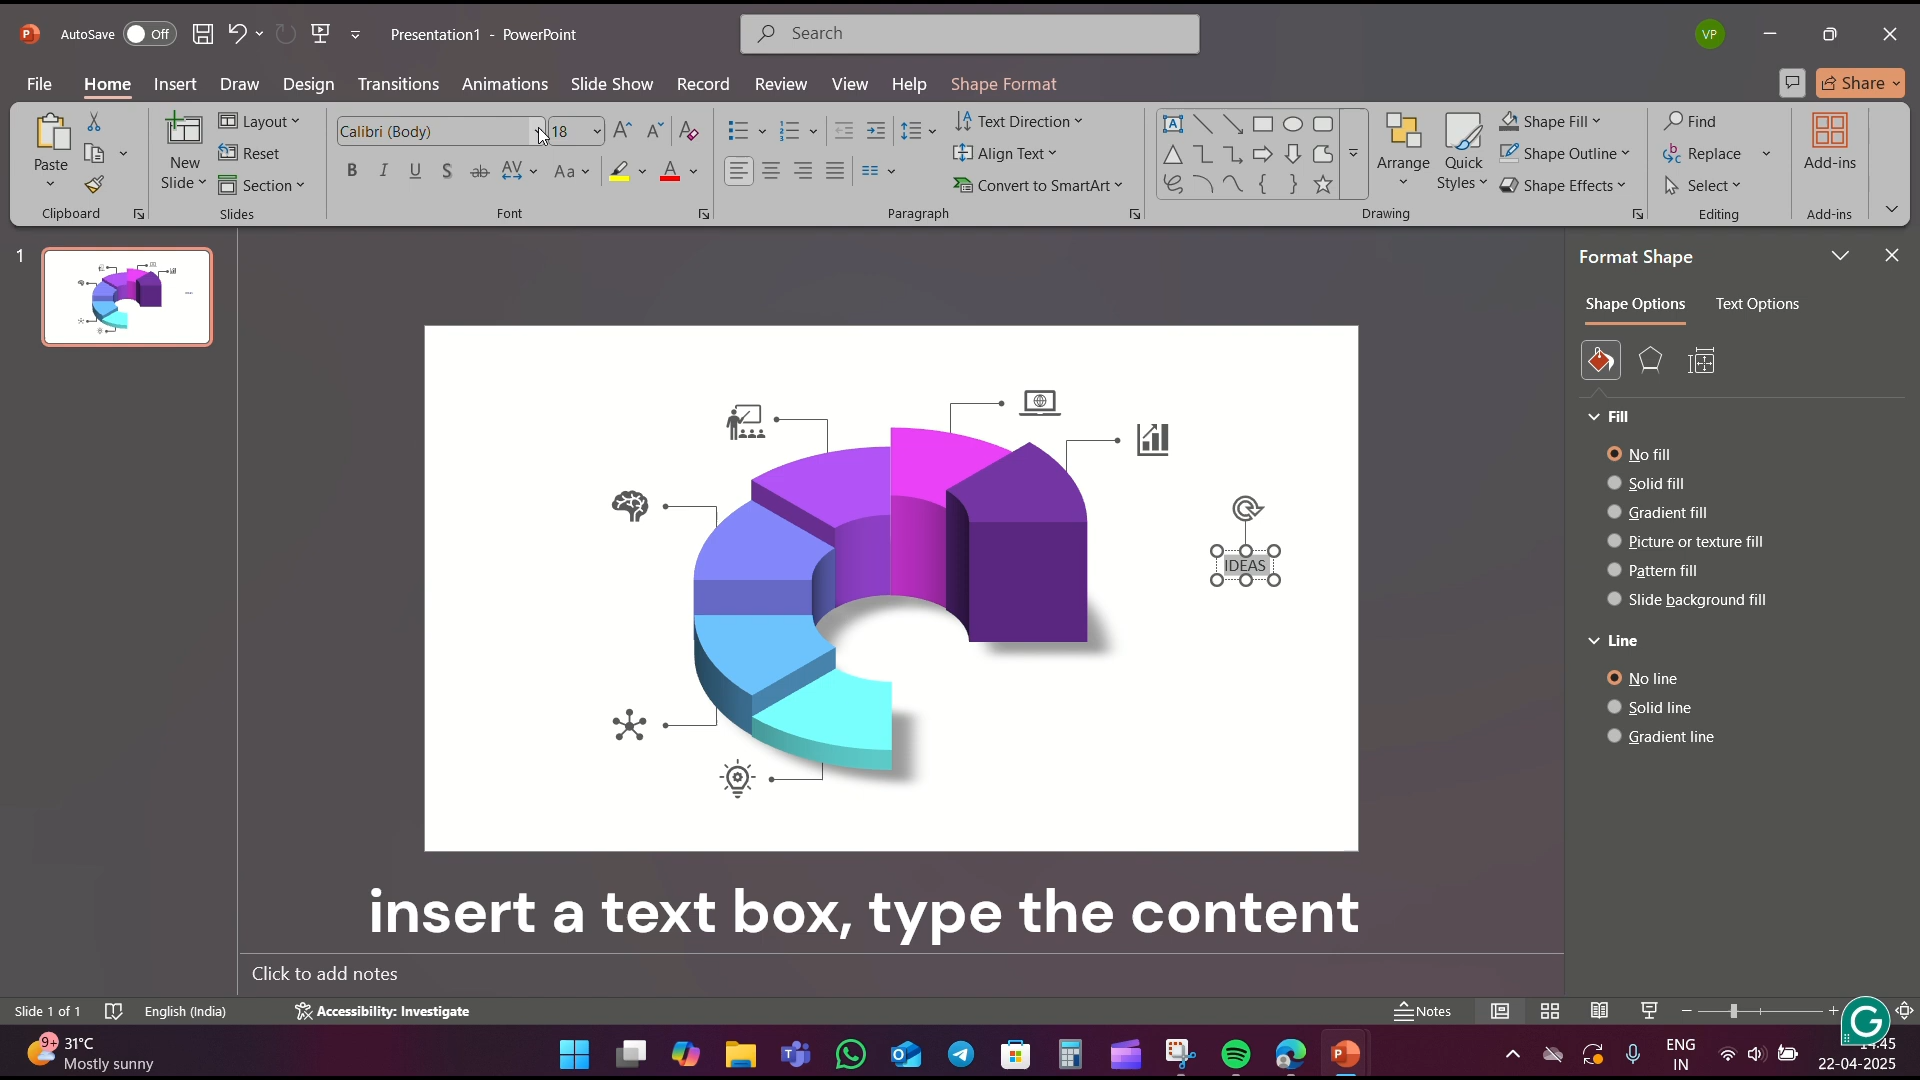 AutoSave Off Presentation1 - PowerPoint Search VP
File Home Insert Draw Design Transitions Animations Slide Show Record Review View Help Shape Format Share
Paste New Slide Layout Reset Section
Calibri (Body) 18
B I U S ab AV Aa A
Text Direction Align Text Convert to SmartArt
Arrange Quick Styles Shape Fill Shape Outline Shape Effects
Find Replace Select Add-ins
Clipboard Slides Font Paragraph Drawing Editing Add-ins
1
Format Shape
Shape Options Text Options
Fill
No fill
Solid fill
Gradient fill
Picture or texture fill
Pattern fill
Slide background fill
Line
No line
Solid line
Gradient line
IDEAS
insert a text box, type the content
Click to add notes
Slide 1 of 1 English (India) Accessibility: Investigate Notes
9+ 31°C
Mostly sunny
ENG
IN
14:45
22-04-2025